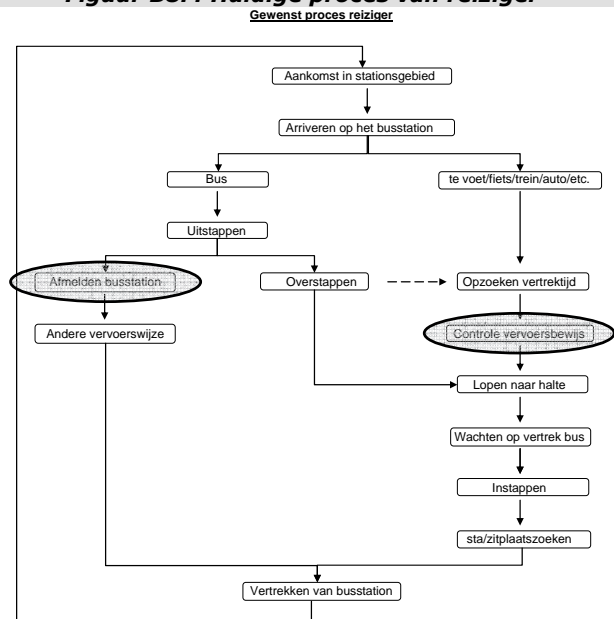 Figuur B3.4 Huidige proces van reiziger
Gewenst proces reiziger
Aankomst in stationsgebied
Arriveren op het busstation
Bus
te voet/fiets/trein/auto/etc.
Uitstappen
Afmelden busstation
Overstappen
Opzoeken vertrektijd
Andere vervoerswijze
Controle vervoersbewijs
Lopen naar halte
Wachten op vertrek bus
Instappen
sta/zitplaatszoeken
Vertrekken van busstation